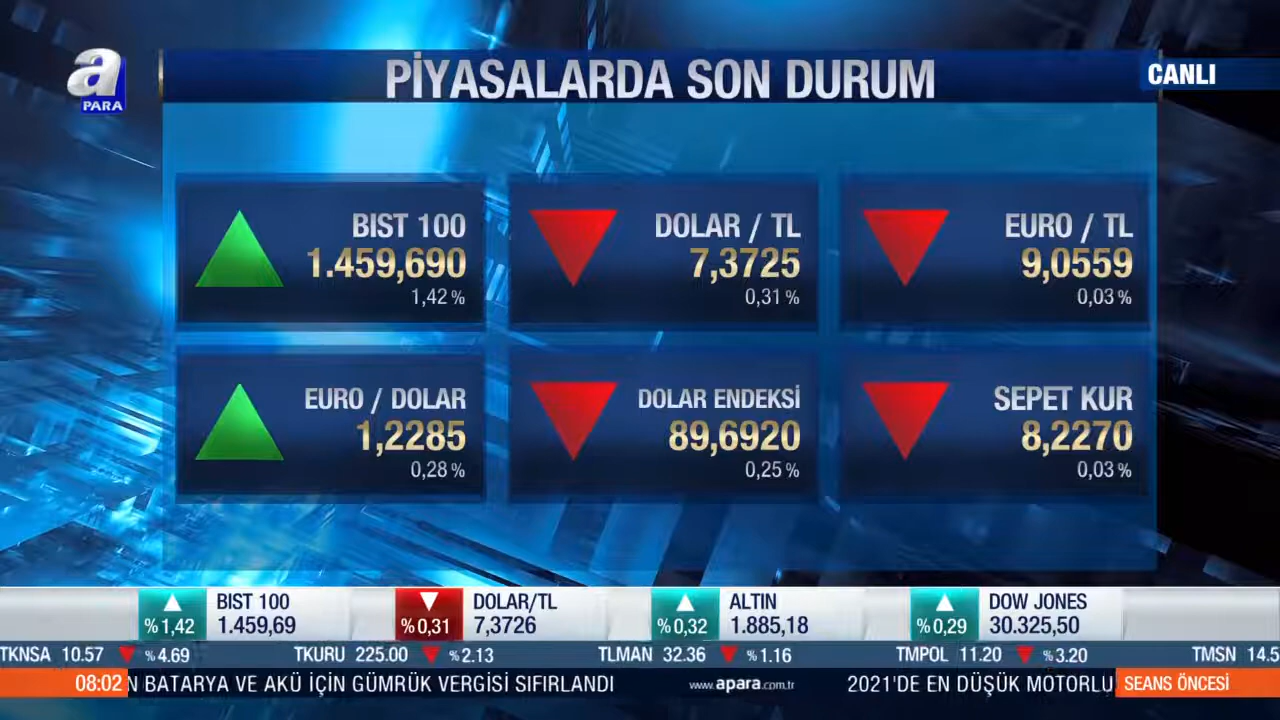 a
PARA
PİYASALARDA SON DURUM
CANLI
BIST 100
1.459,690
1,42 %
DOLAR / TL
7,3725
0,31 %
EURO / TL
9,0559
0,03 %
EURO / DOLAR
1,2285
0,28 %
DOLAR ENDEKSİ
89,6920
0,25 %
SEPET KUR
8,2270
0,03 %
%1,42 BIST 100 1.459,69
%0,31 DOLAR/TL 7,3726
%0,32 ALTIN 1.885,18
%0,29 DOW JONES 30.325,50
TKNSA 10.57 %4.69 TKURU 225.00 %2.13 TLMAN 32.36 %1.16 TMPOL 11.20 %3.20 TMSN 14.5
08:02 N BATARYA VE AKÜ İÇİN GÜMRÜK VERGİSİ SIFIRLANDI www.apara.com.tr 2021'DE EN DÜŞÜK MOTORLU SEANS ÖNCESİ